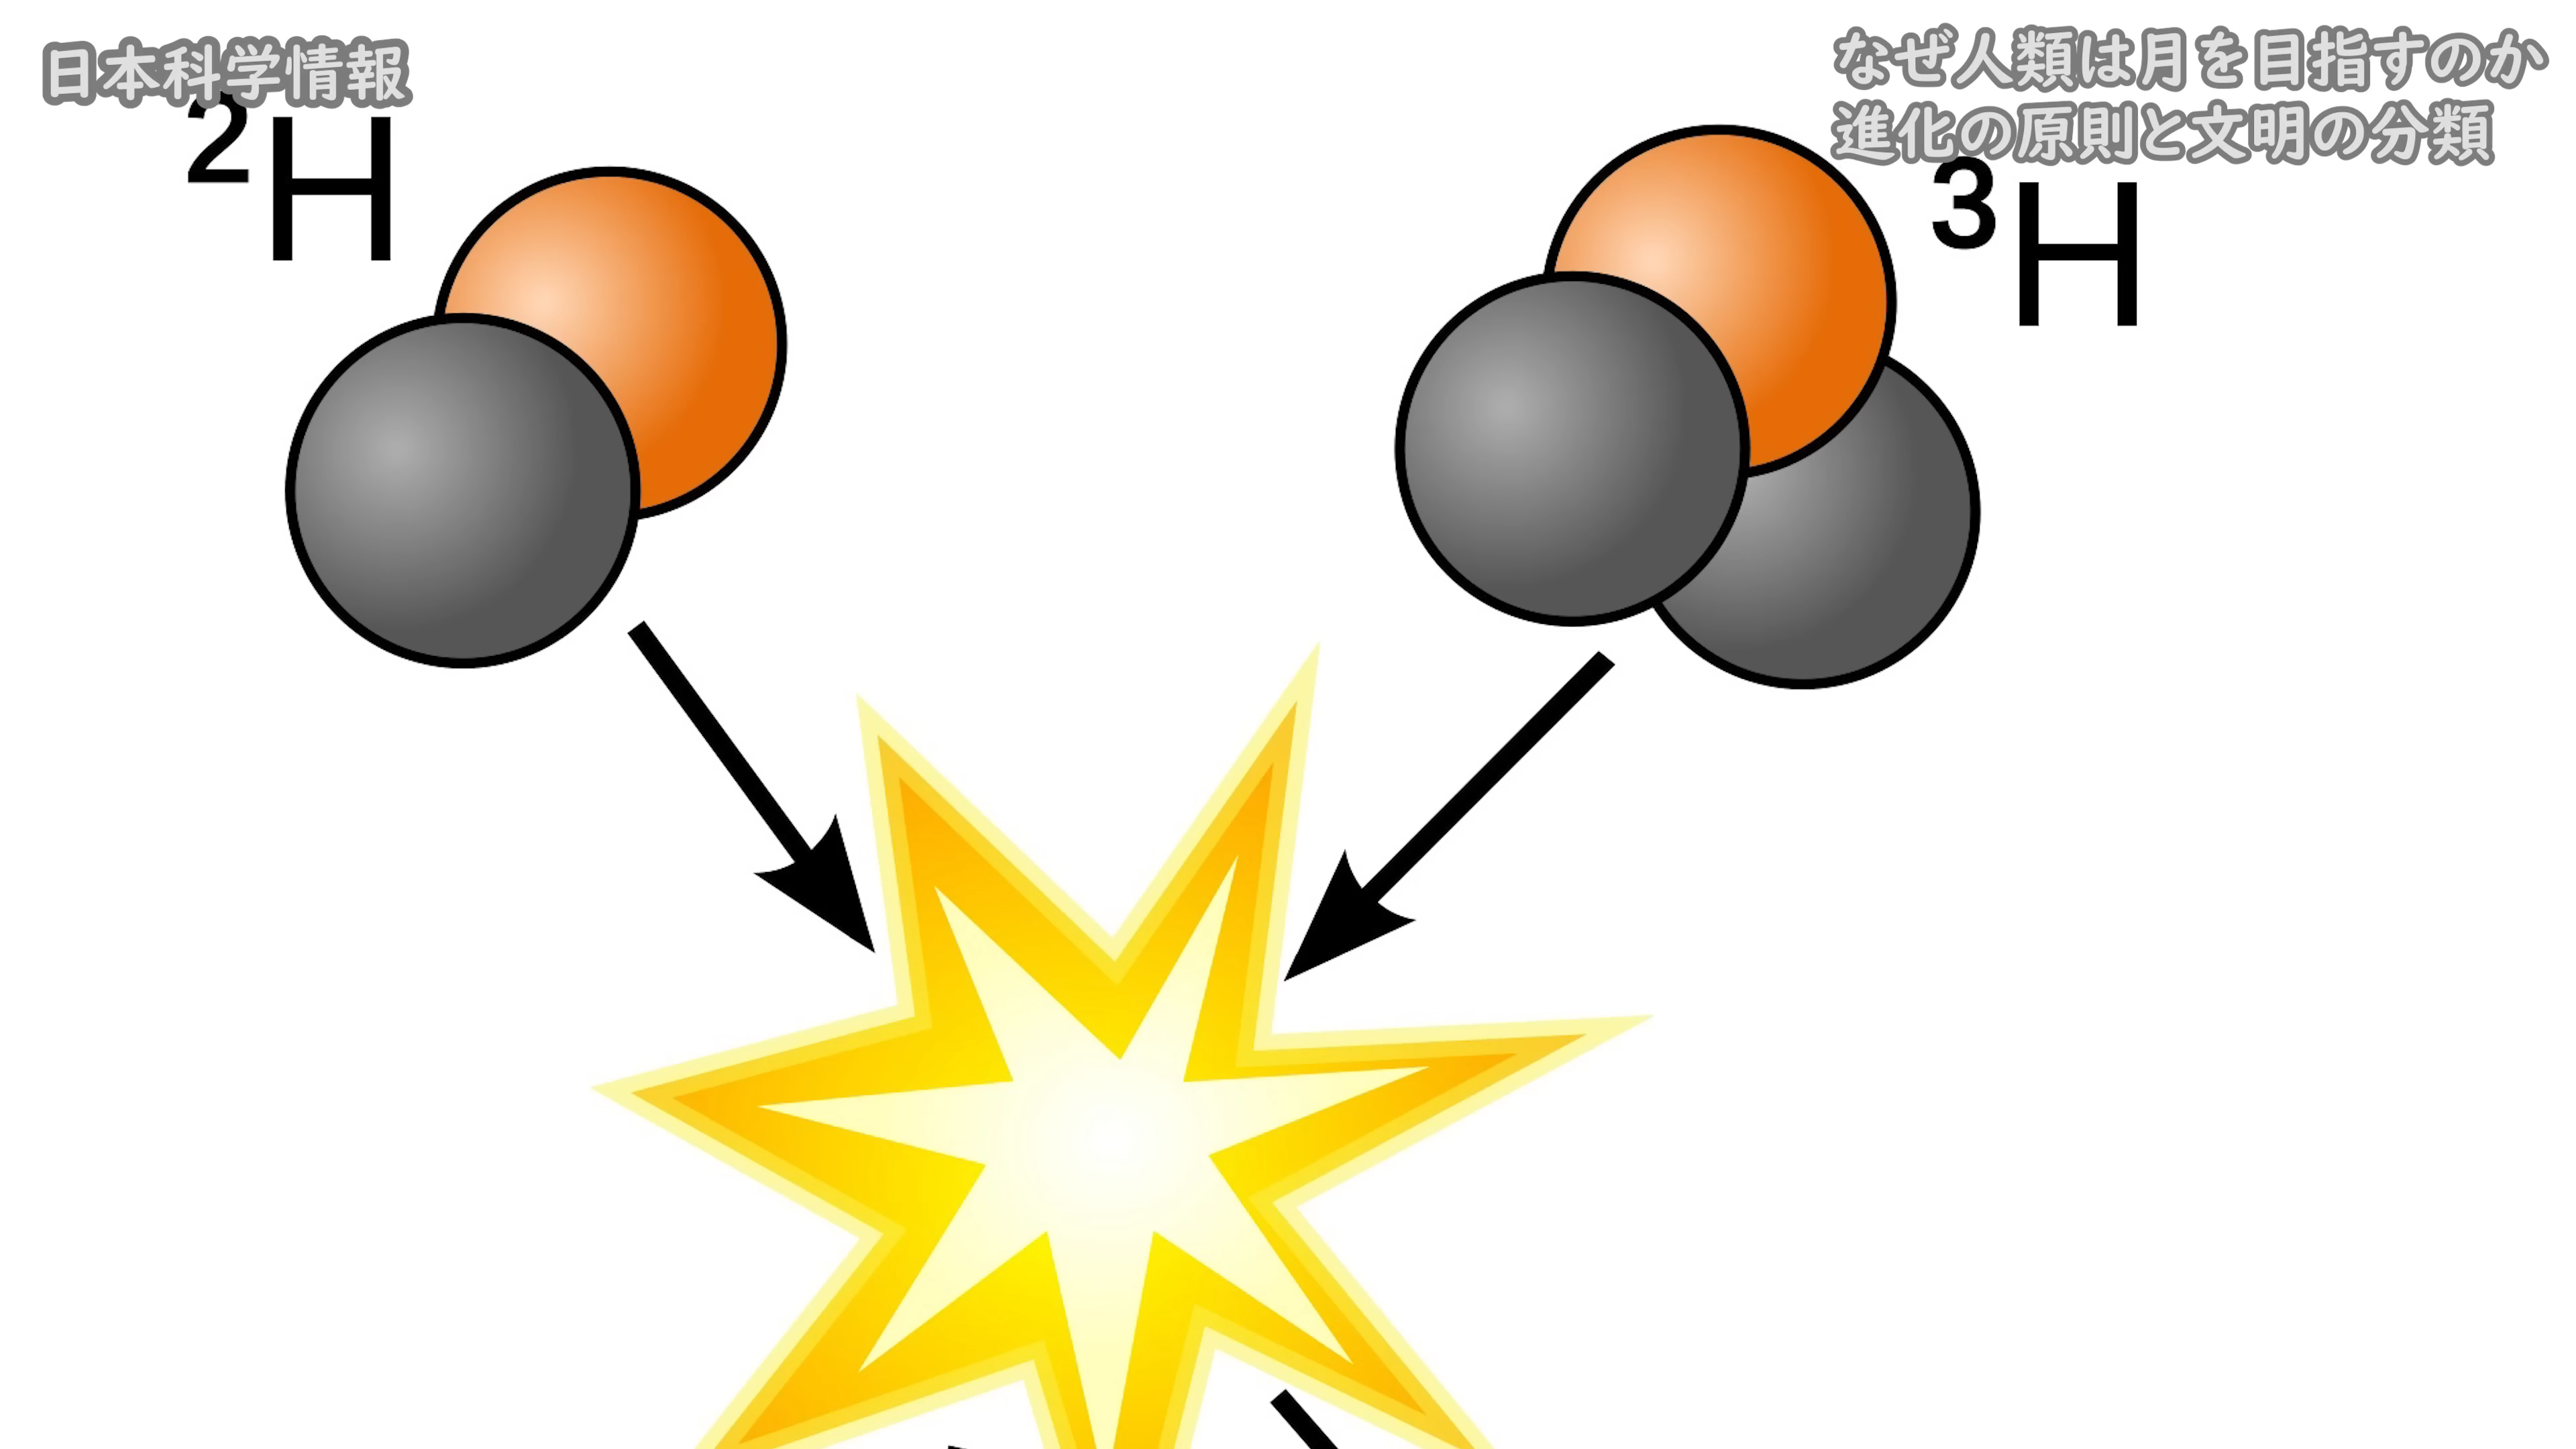 日本科学情報
なぜ人類は月を目指すのか
進化の原則と文明の分類
2H
3H